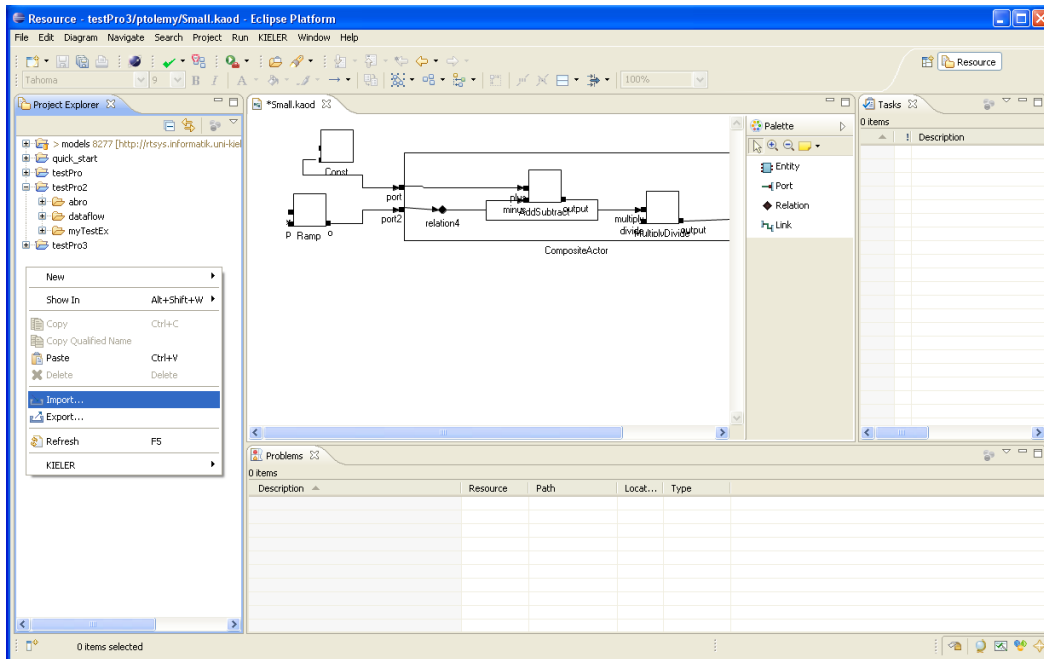 Resource - testPro3/ptolemy/Small.kaod - Eclipse Platform
File Edit Diagram Navigate Search Project Run KIELER Window Help
Resource
Tahoma 9 B I A 100%
Project Explorer
> models 8277 [http://rtsys.informatik.uni-kiel
quick_start
testPro
testPro2
abro
dataflow
myTestEx
testPro3
New
Show In Alt+Shift+W
Copy Ctrl+C
Copy Qualified Name
Paste Ctrl+V
Delete Delete
Import...
Export...
Refresh F5
KIELER
*Small.kaod
Const
port
port2
p Ramp o
relation4
minus
AddSubtract
output
multiply
divide
MultiplyDivide
output
CompositeActor
Palette
Entity
Port
Relation
Link
Tasks
0 items
! Description
Problems
0 items
Description Resource Path Locat... Type
0 items selected